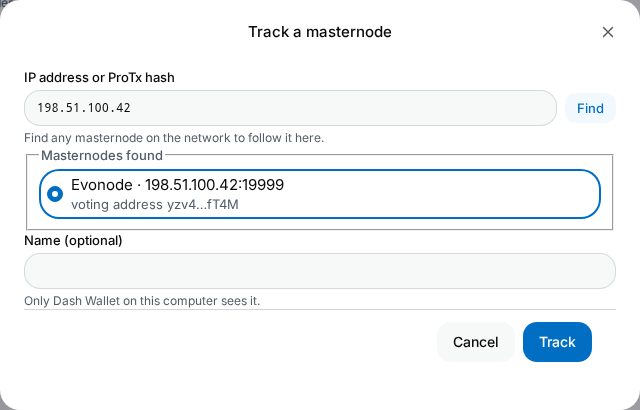 Track a masternode
IP address or ProTx hash
198.51.100.42
Find
Find any masternode on the network to follow it here.
Masternodes found
Evonode · 198.51.100.42:19999
voting address yzv4...fT4M
Name (optional)
Only Dash Wallet on this computer sees it.
Cancel
Track